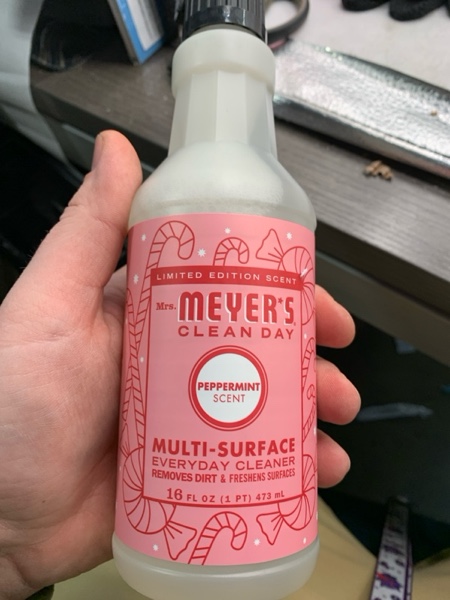 LIMITED EDITION SCENT
Mrs. MEYER'S
CLEAN DAY
PEPPERMINT
SCENT
MULTI-SURFACE
EVERYDAY CLEANER
REMOVES DIRT & FRESHENS SURFACES
16 FL OZ (1 PT) 473 mL